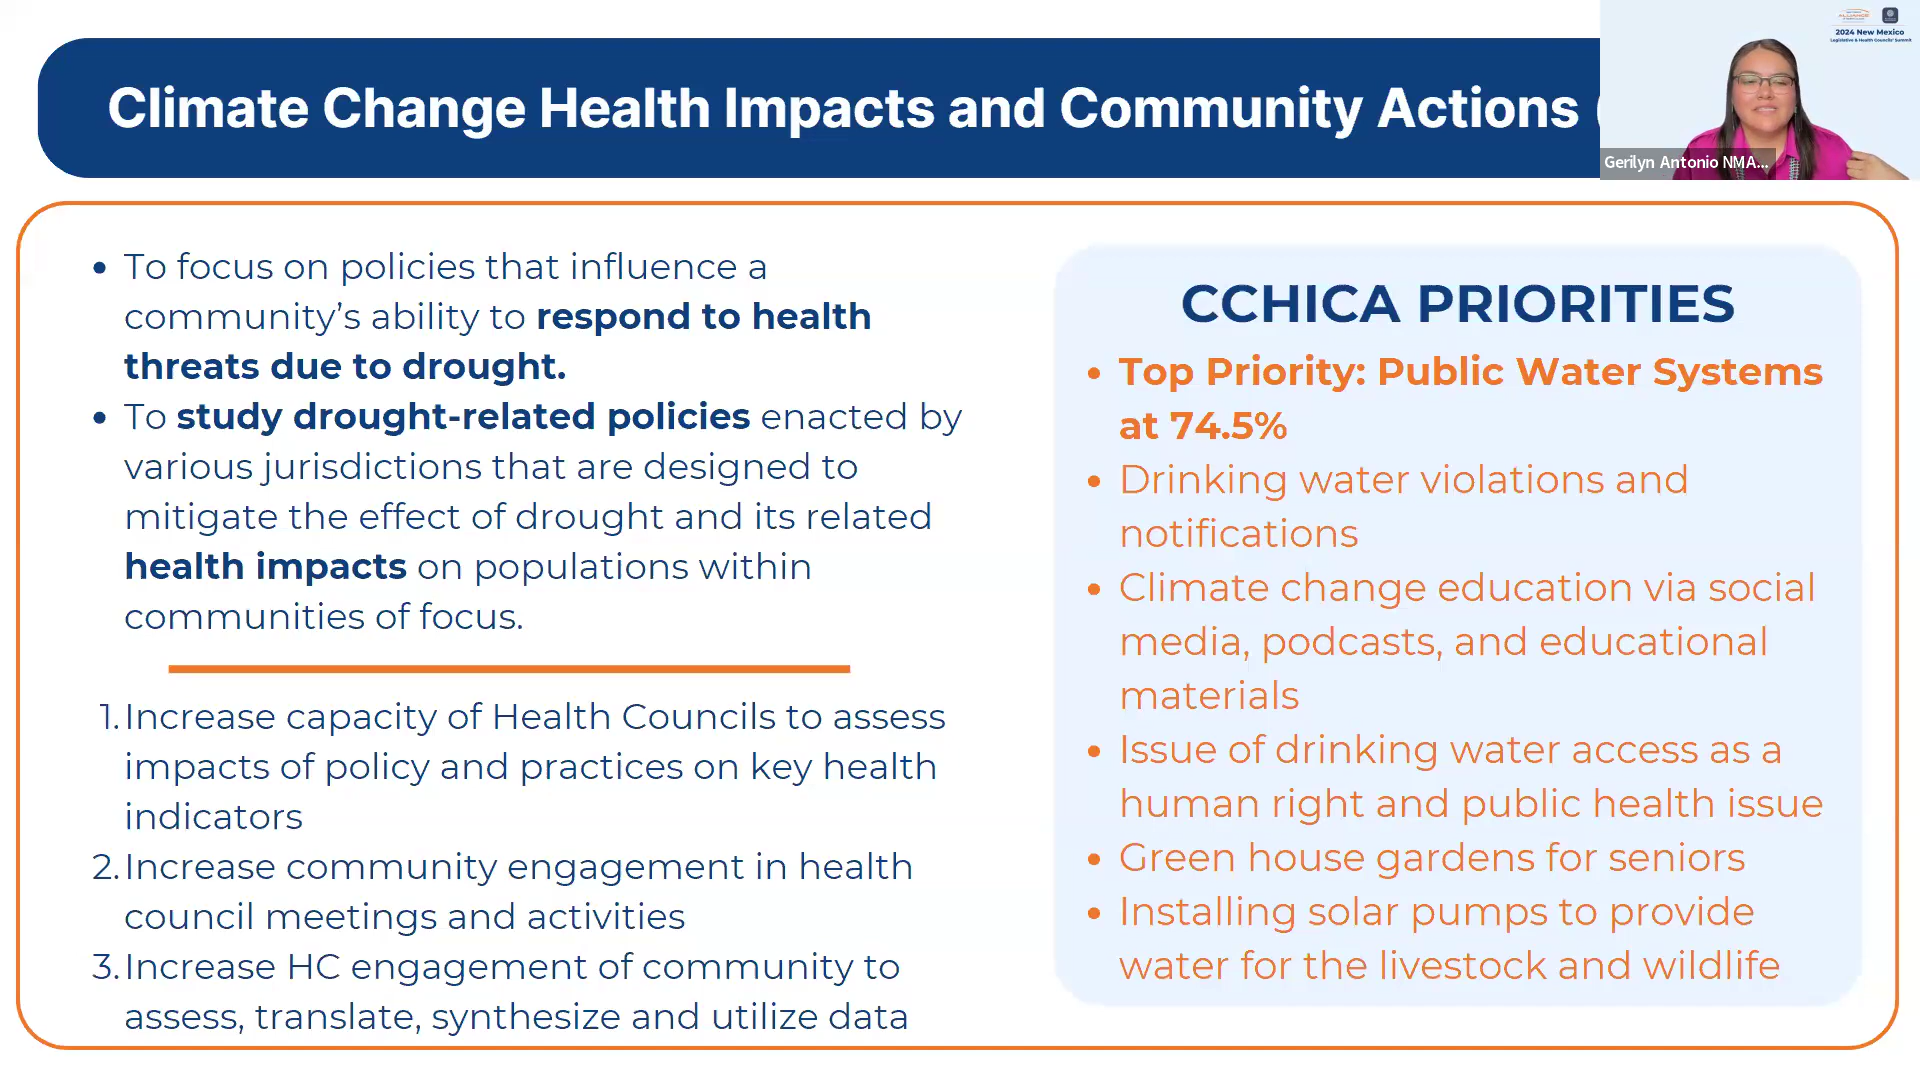 Climate Change Health Impacts and Community Actions
ALLIANCE
2024 New Mexico
Legislative & Health Councils' Summit
Gerilyn Antonio NMA...
• To focus on policies that influence a
community's ability to respond to health
threats due to drought.
• To study drought-related policies enacted by
various jurisdictions that are designed to
mitigate the effect of drought and its related
health impacts on populations within
communities of focus.
1. Increase capacity of Health Councils to assess
impacts of policy and practices on key health
indicators
2. Increase community engagement in health
council meetings and activities
3. Increase HC engagement of community to
assess, translate, synthesize and utilize data
CCHICA PRIORITIES
• Top Priority: Public Water Systems
at 74.5%
• Drinking water violations and
notifications
• Climate change education via social
media, podcasts, and educational
materials
• Issue of drinking water access as a
human right and public health issue
• Green house gardens for seniors
• Installing solar pumps to provide
water for the livestock and wildlife